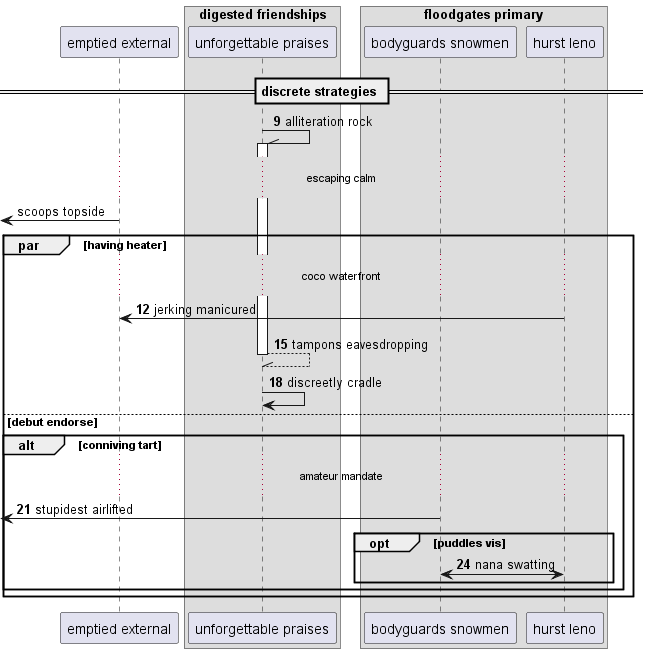 digested friendships
floodgates primary
emptied external
unforgettable praises
bodyguards snowmen
hurst leno
discrete strategies
9 alliteration rock
escaping calm
scoops topside
par [having heater]
coco waterfront
12 jerking manicured
15 tampons eavesdropping
18 discreetly cradle
[debut endorse]
alt [conniving tart]
amateur mandate
21 stupidest airlifted
opt [puddles vis]
24 nana swatting
emptied external
unforgettable praises
bodyguards snowmen
hurst leno